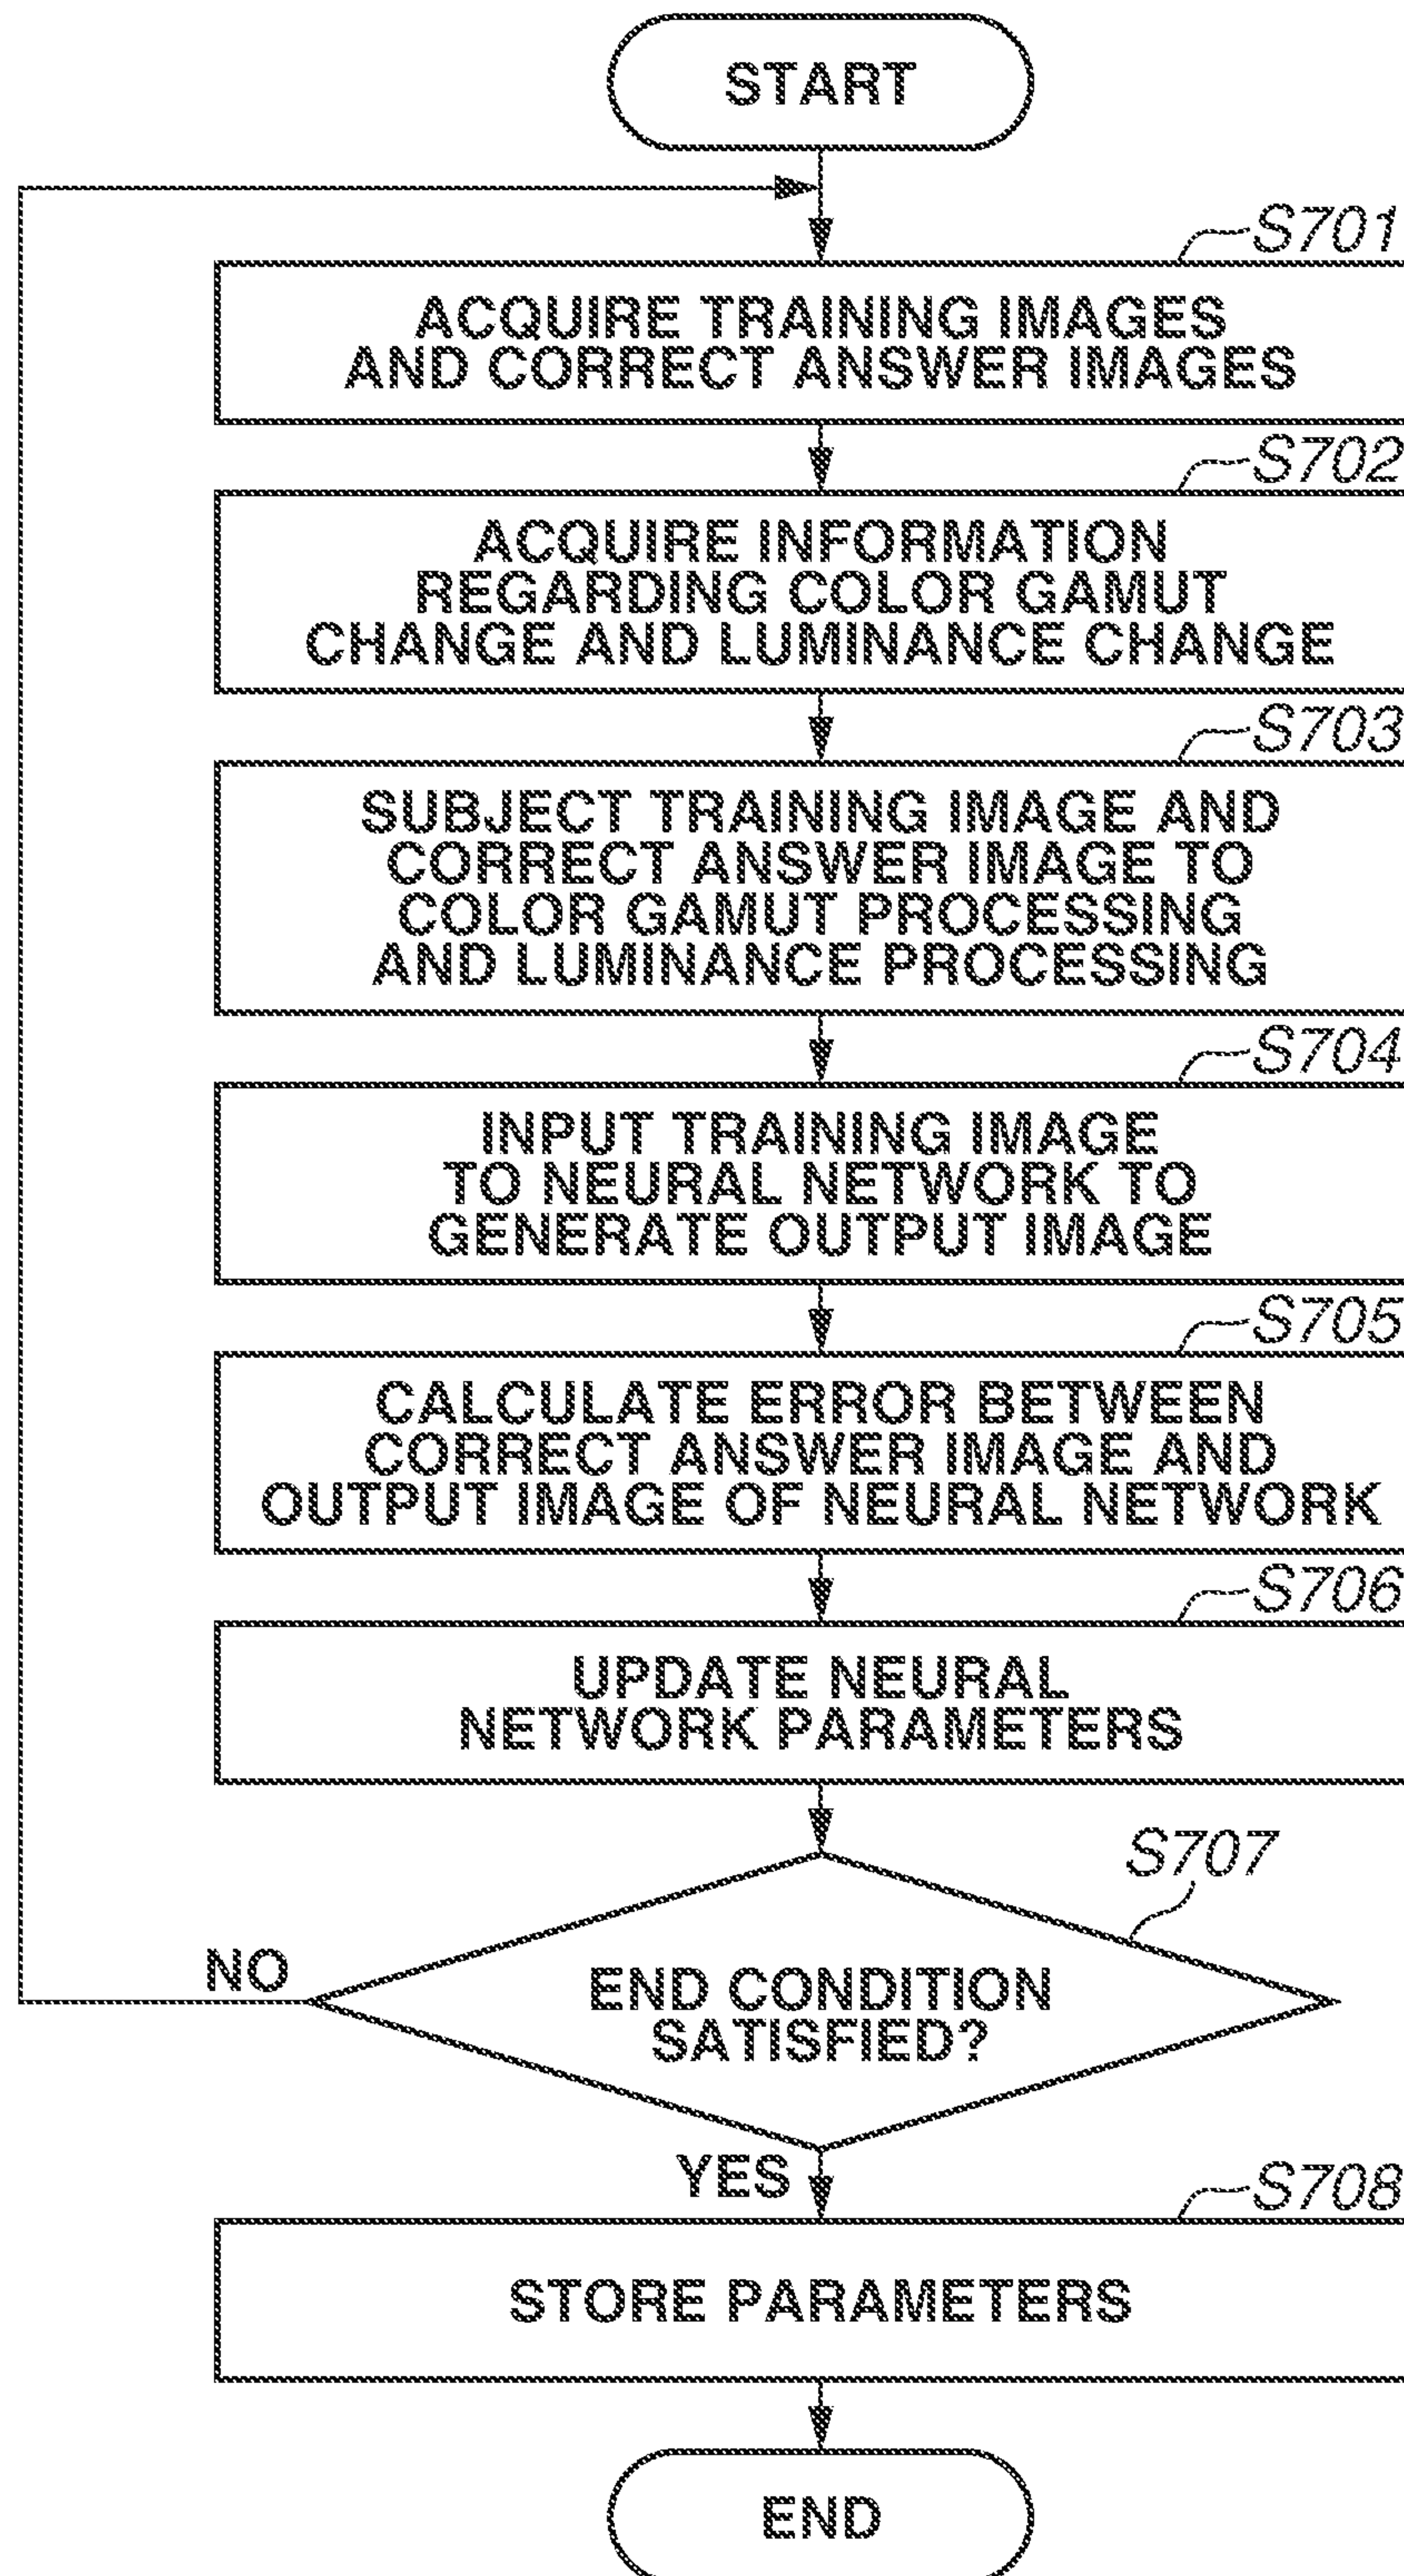 START
S701
ACQUIRE TRAINING IMAGES
AND CORRECT ANSWER IMAGES
S702
ACQUIRE INFORMATION
REGARDING COLOR GAMUT
CHANGE AND LUMINANCE CHANGE
S703
SUBJECT TRAINING IMAGE AND
CORRECT ANSWER IMAGE TO
COLOR GAMUT PROCESSING
AND LUMINANCE PROCESSING
S704
INPUT TRAINING IMAGE
TO NEURAL NETWORK TO
GENERATE OUTPUT IMAGE
S705
CALCULATE ERROR BETWEEN
CORRECT ANSWER IMAGE AND
OUTPUT IMAGE OF NEURAL NETWORK
S706
UPDATE NEURAL
NETWORK PARAMETERS
S707
NO
END CONDITION
SATISFIED?
YES
S708
STORE PARAMETERS
END